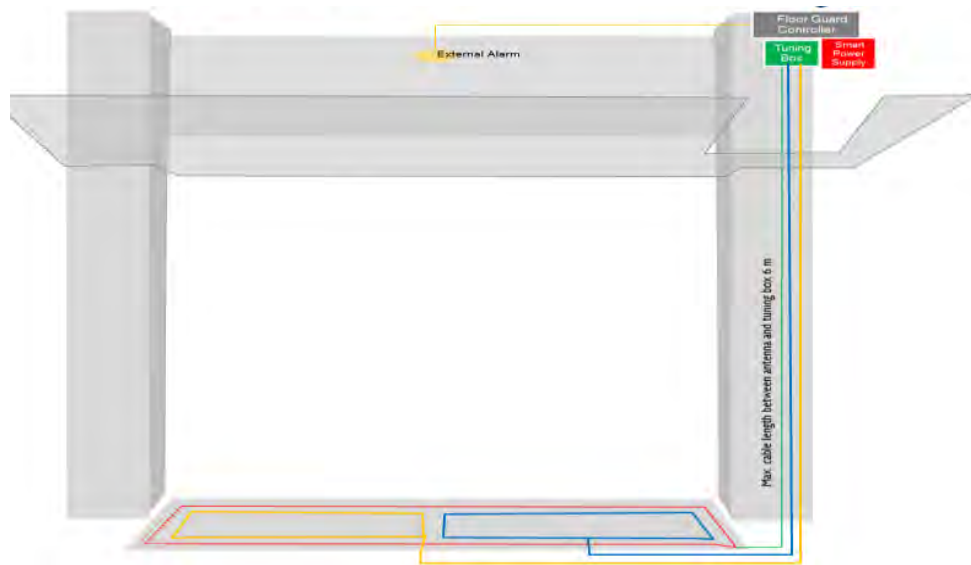 Floor Guard
Controller
External Alarm
Tuning
Box
Smart
Power
Supply
Max. cable length between antenna and tuning box 6 m